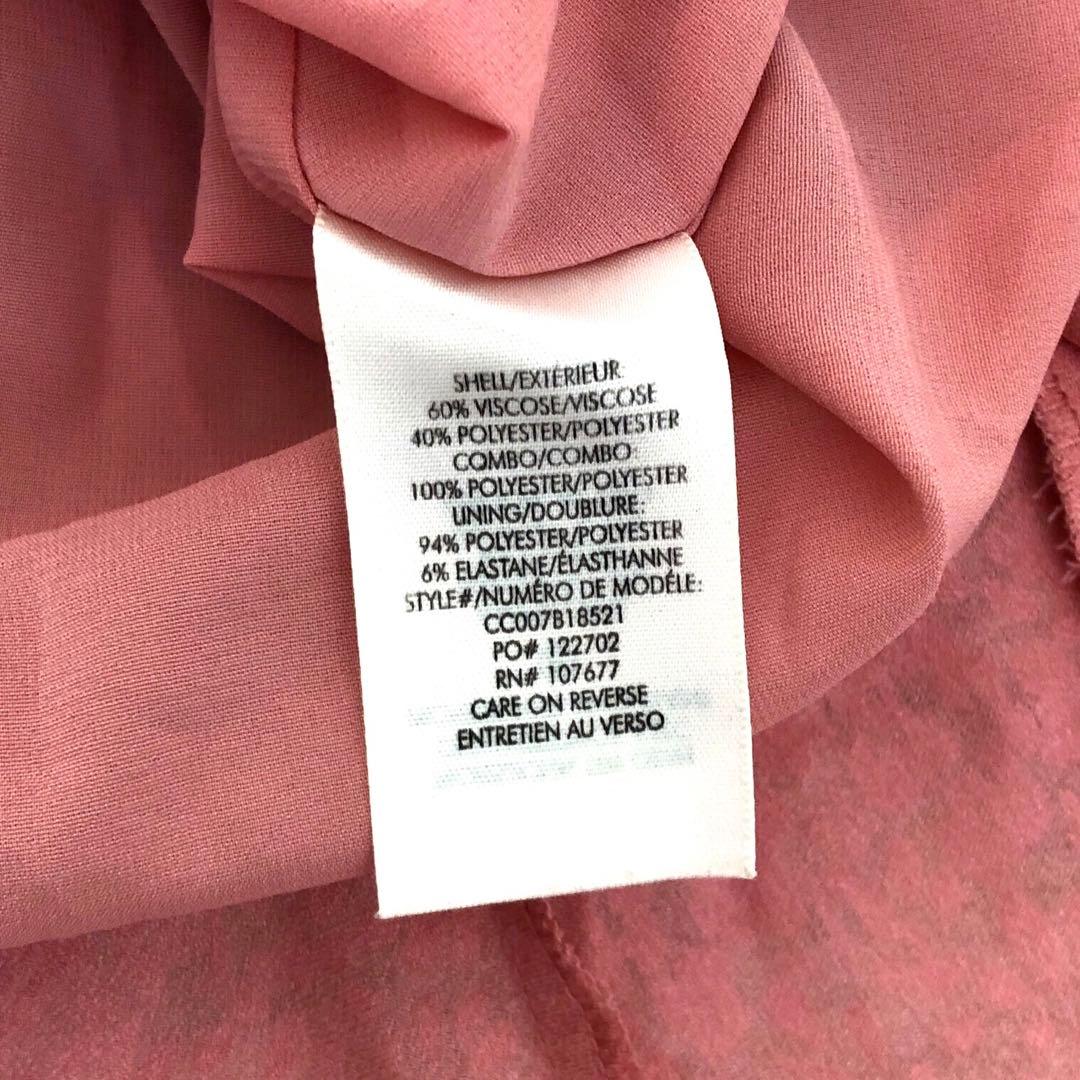 SHELL/EXTÉRIEUR:
60% VISCOSE/VISCOSE
40% POLYESTER/POLYESTER
COMBO/COMBO:
100% POLYESTER/POLYESTER
LINING/DOUBLURE:
94% POLYESTER/POLYESTER
6% ELASTANE/ÉLASTHANNE
STYLE#/NUMÉRO DE MODÉLE:
CC007B18521
PO# 122702
RN# 107677
CARE ON REVERSE
ENTRETIEN AU VERSO